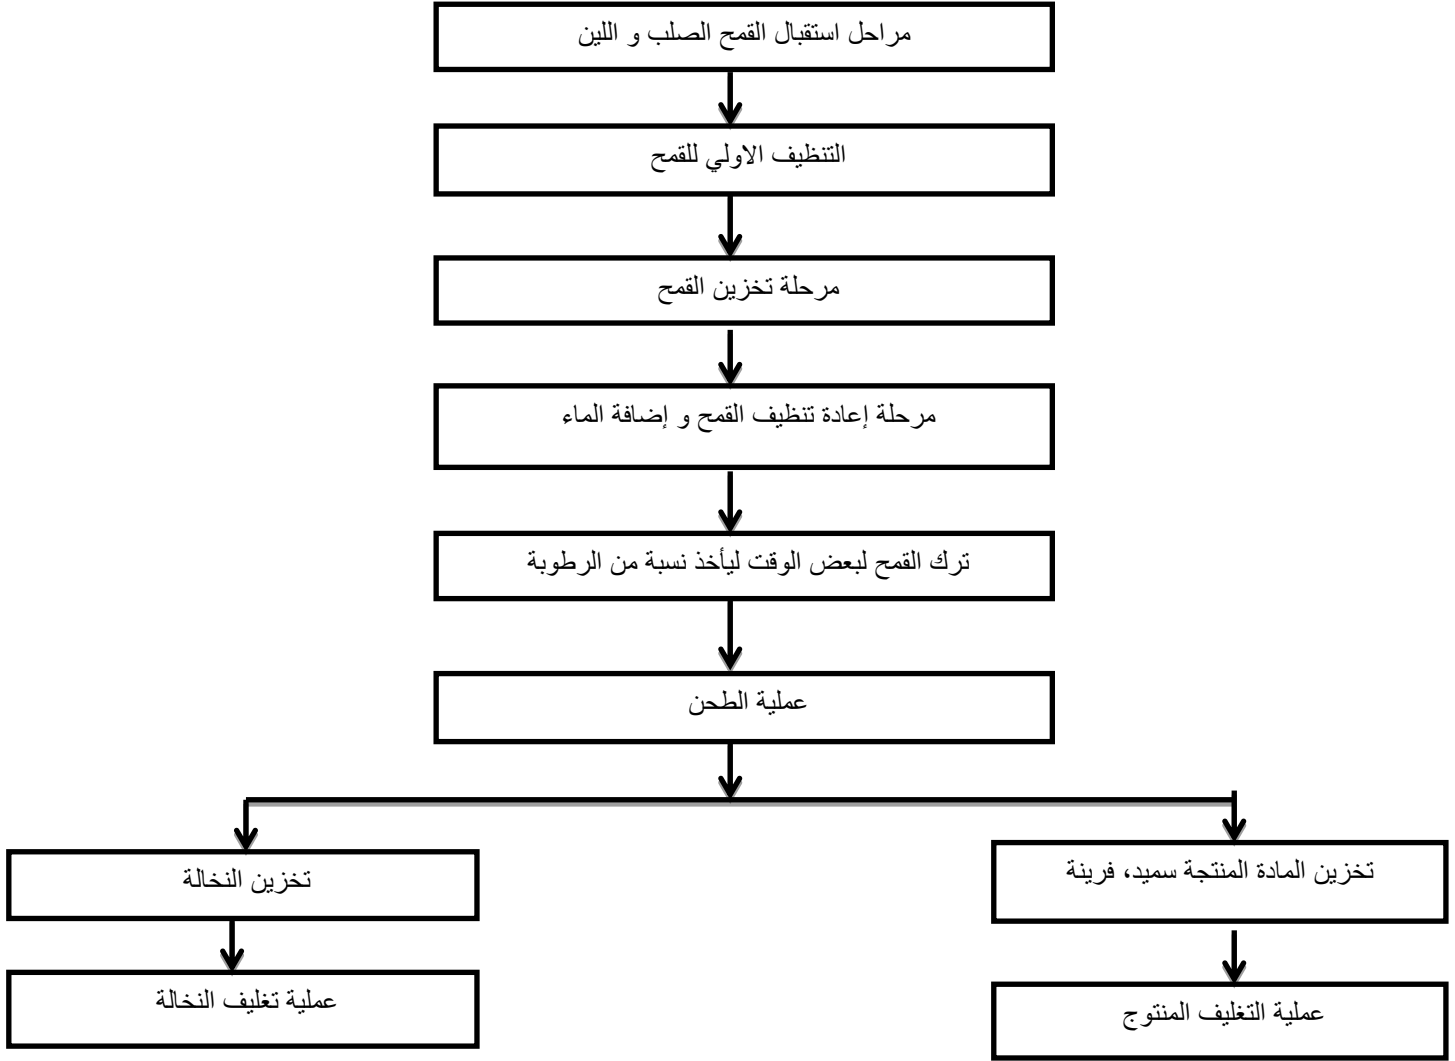 مراحل استقبال القمح الصلب و اللين
التنظيف الاولي للقمح
مرحلة تخزين القمح
مرحلة إعادة تنظيف القمح و إضافة الماء
ترك القمح لبعض الوقت ليأخذ نسبة من الرطوبة
عملية الطحن
تخزين المادة المنتجة سميد، فرينة
تخزين النخالة
عملية التغليف المنتوج
عملية تغليف النخالة